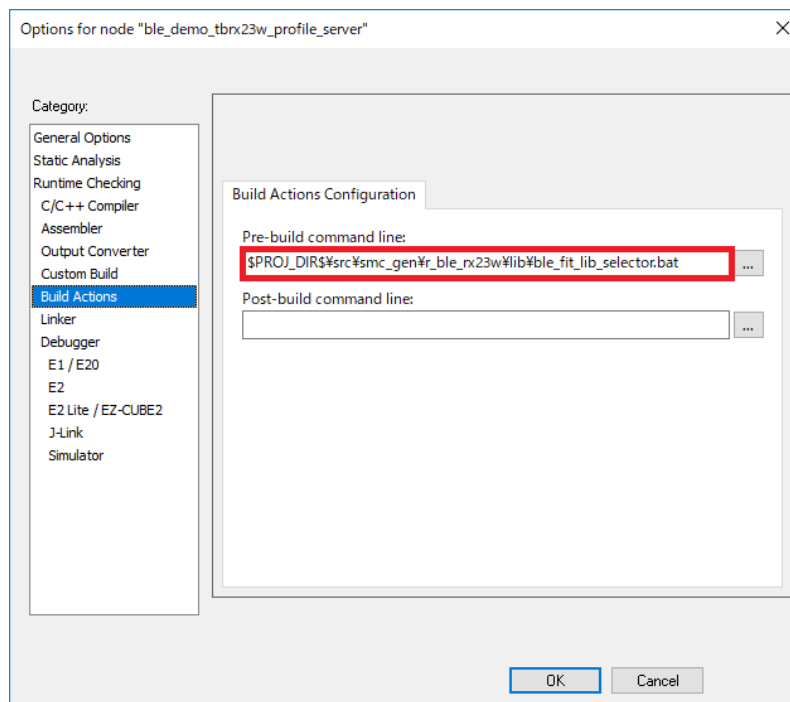 Options for node "ble_demo_tbrx23w_profile_server"
Category:
General Options
Static Analysis
Runtime Checking
C/C++ Compiler
Assembler
Output Converter
Custom Build
Build Actions
Linker
Debugger
E1 / E20
E2
E2 Lite / EZ-CUBE2
J-Link
Simulator
Build Actions Configuration
Pre-build command line:
$PROJ_DIR$¥src¥smc_gen¥r_ble_rx23w¥lib¥ble_fit_lib_selector.bat
...
Post-build command line:
...
OK
Cancel